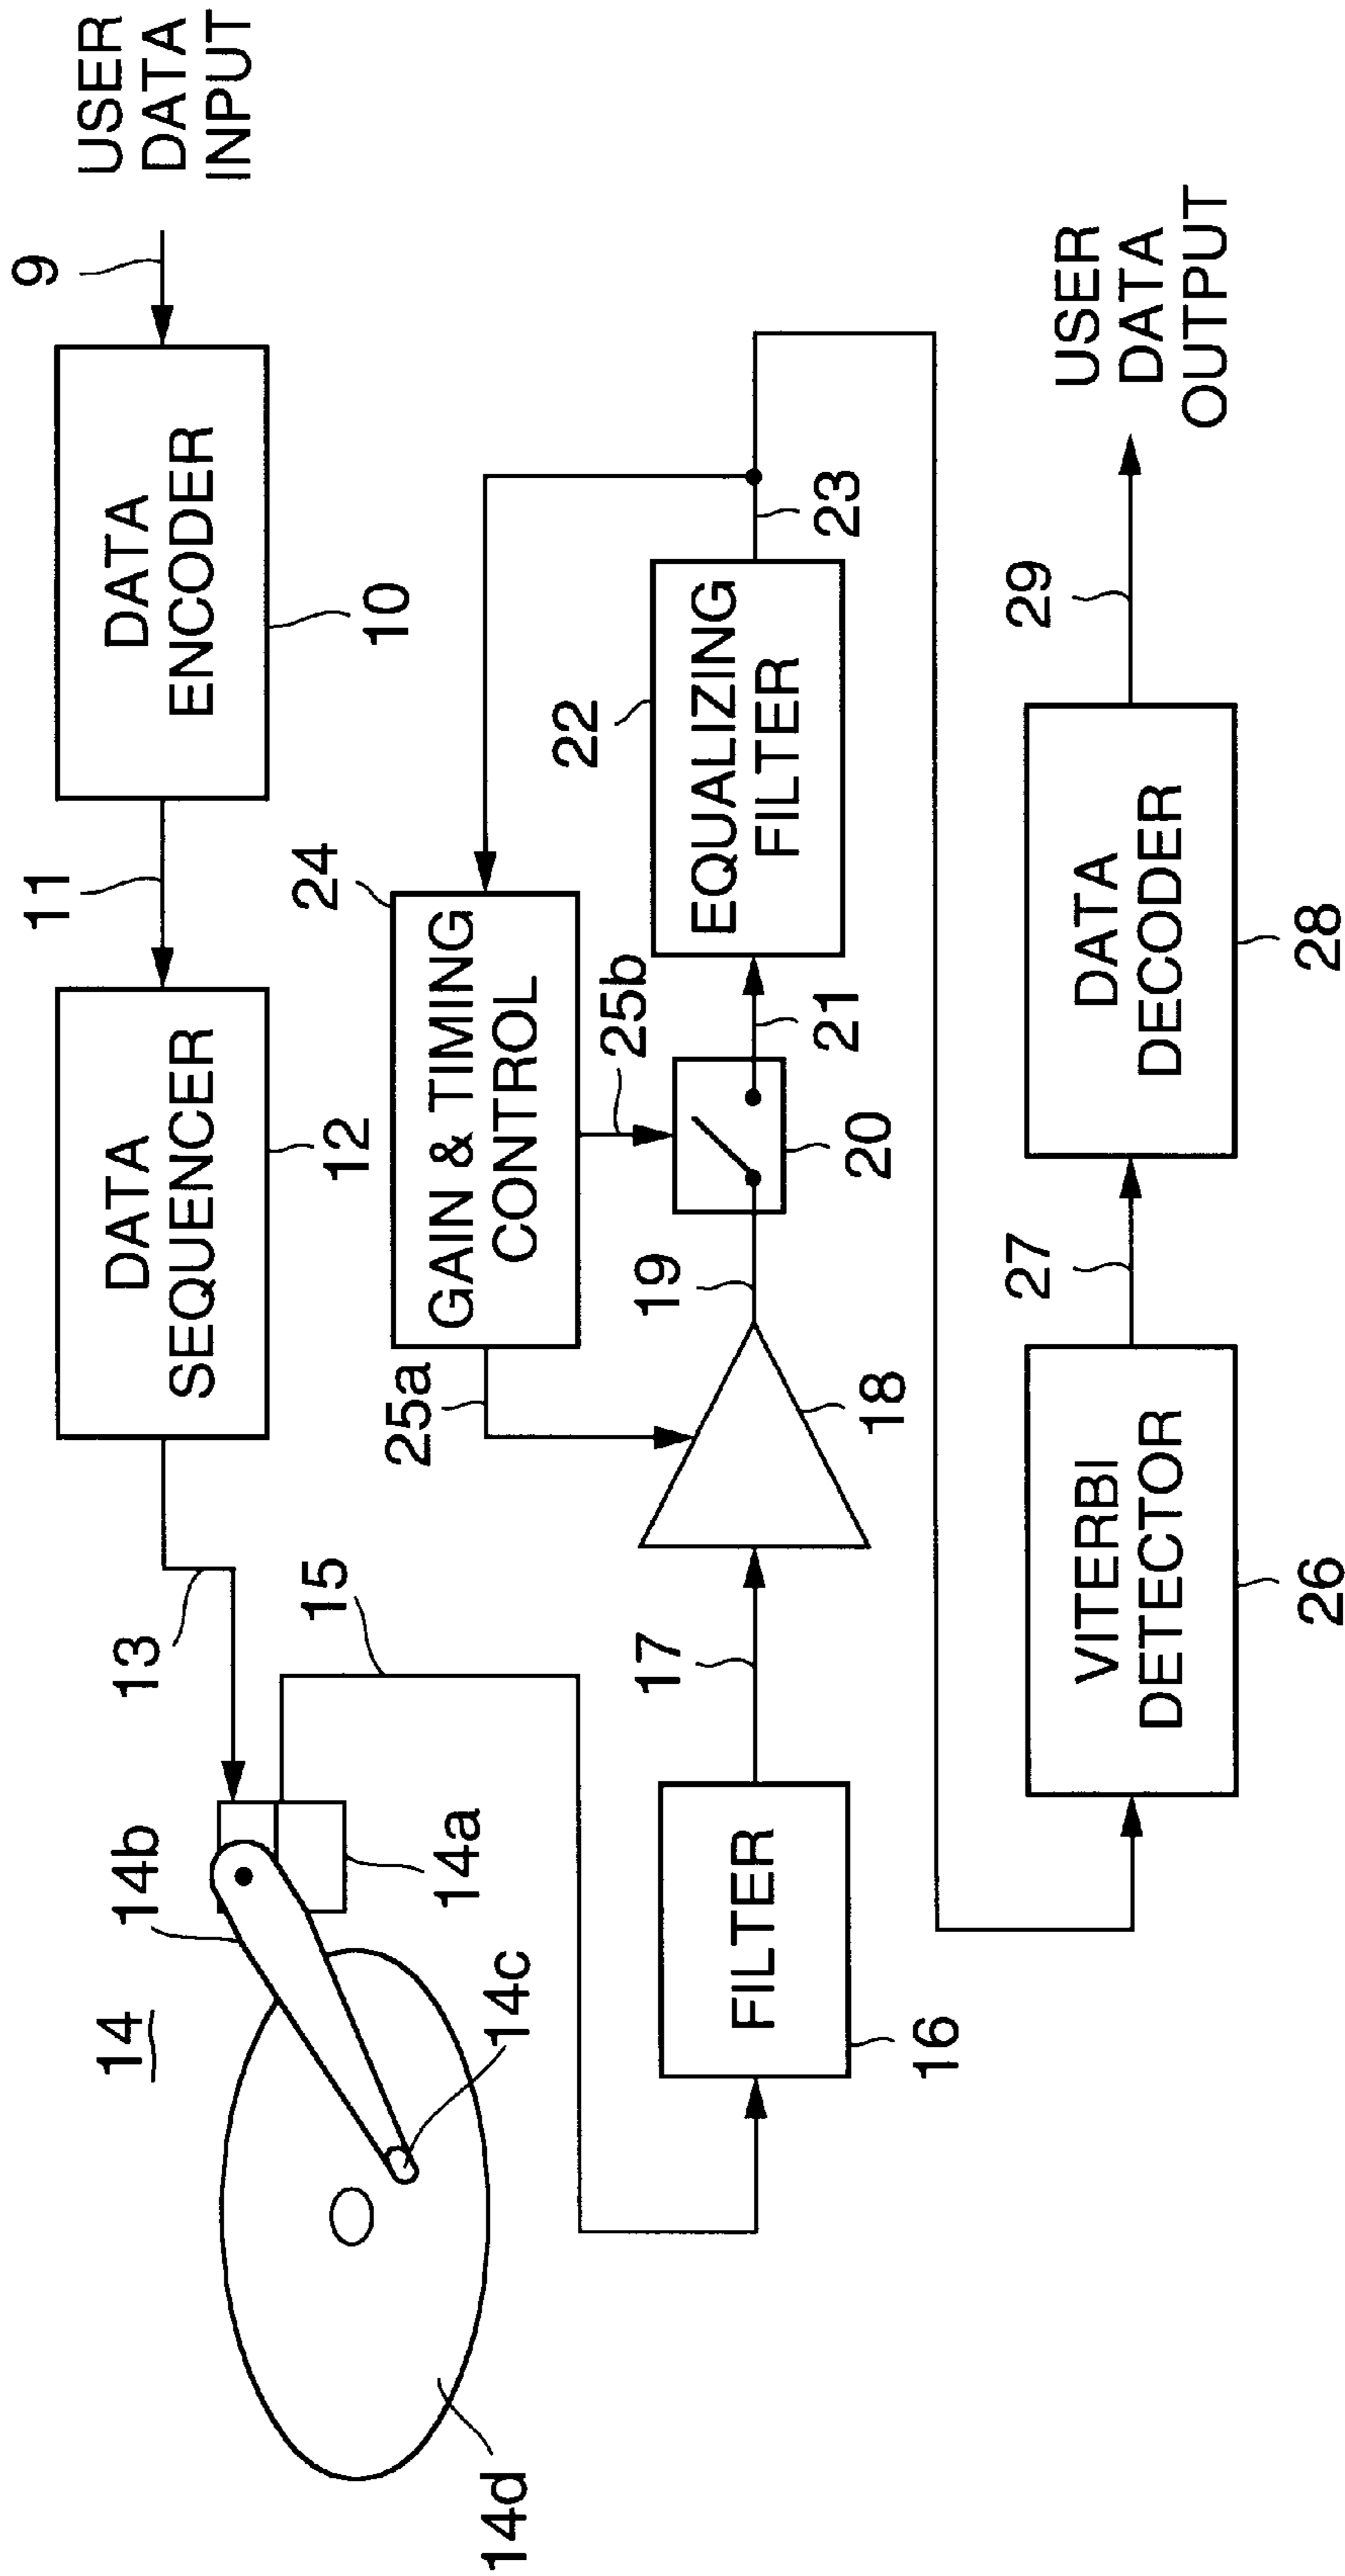 USER
DATA
INPUT
9
DATA
ENCODER
10
11
DATA
SEQUENCER
12
13
14
14b
14a
14c
14d
15
24
GAIN & TIMING
CONTROL
25a
25b
22
EQUALIZING
FILTER
23
21
20
19
18
17
FILTER
16
VITERBI
DETECTOR
26
27
DATA
DECODER
28
29
USER
DATA
OUTPUT